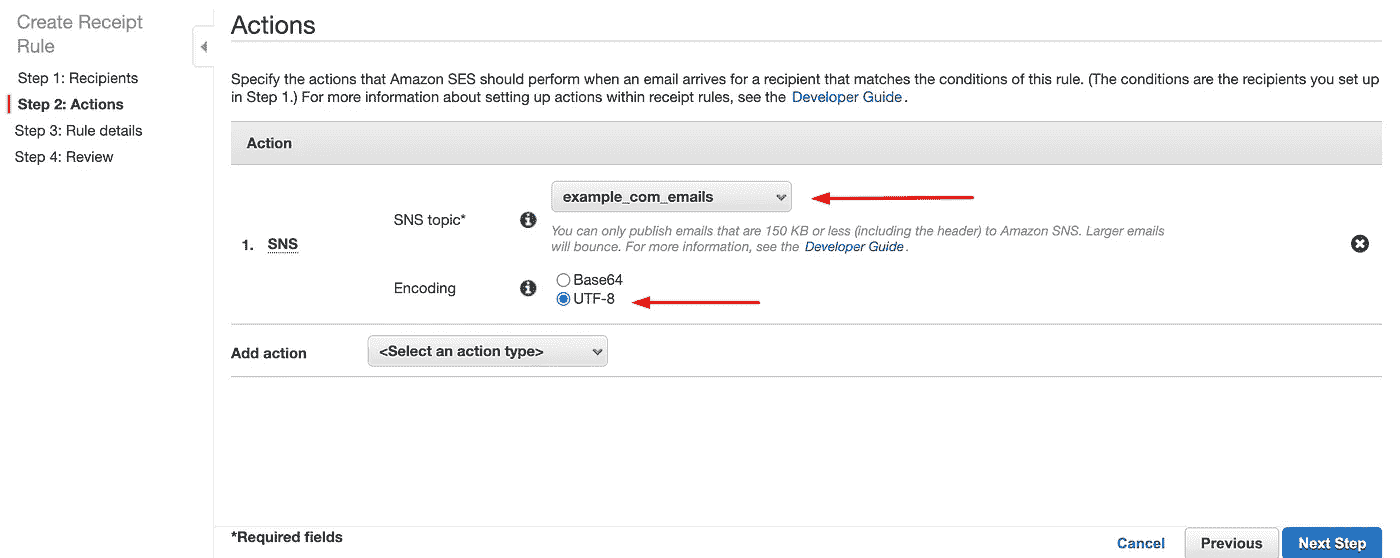 Create Receipt
Rule
Step 1: Recipients
Step 2: Actions
Step 3: Rule details
Step 4: Review
Actions
Specify the actions that Amazon SES should perform when an email arrives for a recipient that matches the conditions of this rule. (The conditions are the recipients you set up
in Step 1.) For more information about setting up actions within receipt rules, see the Developer Guide.
Action
1. SNS
SNS topic*
example_com_emails
You can only publish emails that are 150 KB or less (including the header) to Amazon SNS. Larger emails
will bounce. For more information, see the Developer Guide.
Encoding
Base64
UTF-8
Add action
<Select an action type>
*Required fields
Cancel
Previous
Next Step